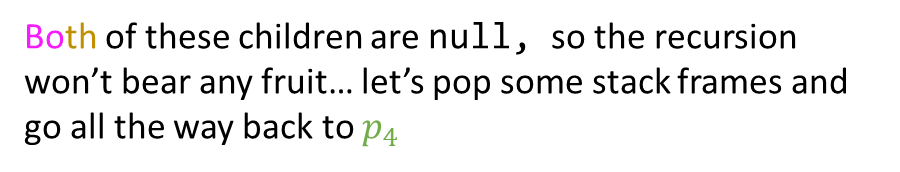 Both of these children are null, so the recursion
won’t bear any fruit… let’s pop some stack frames and
go all the way back to p₄